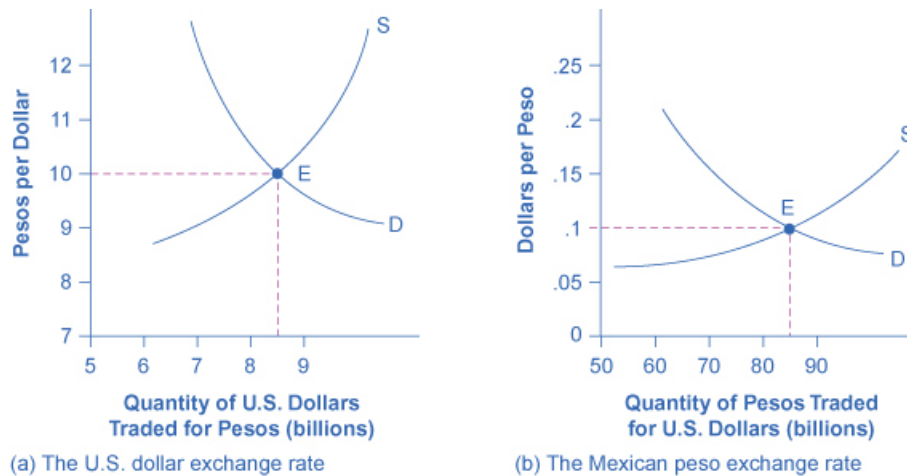 Pesos per Dollar
12
11
10
9
8
7
5 6 7 8 9
S
E
D
Quantity of U.S. Dollars
Traded for Pesos (billions)
(a) The U.S. dollar exchange rate
Dollars per Peso
.25
.2
.15
.1
.05
0
50 60 70 80 90
S
E
D
Quantity of Pesos Traded
for U.S. Dollars (billions)
(b) The Mexican peso exchange rate